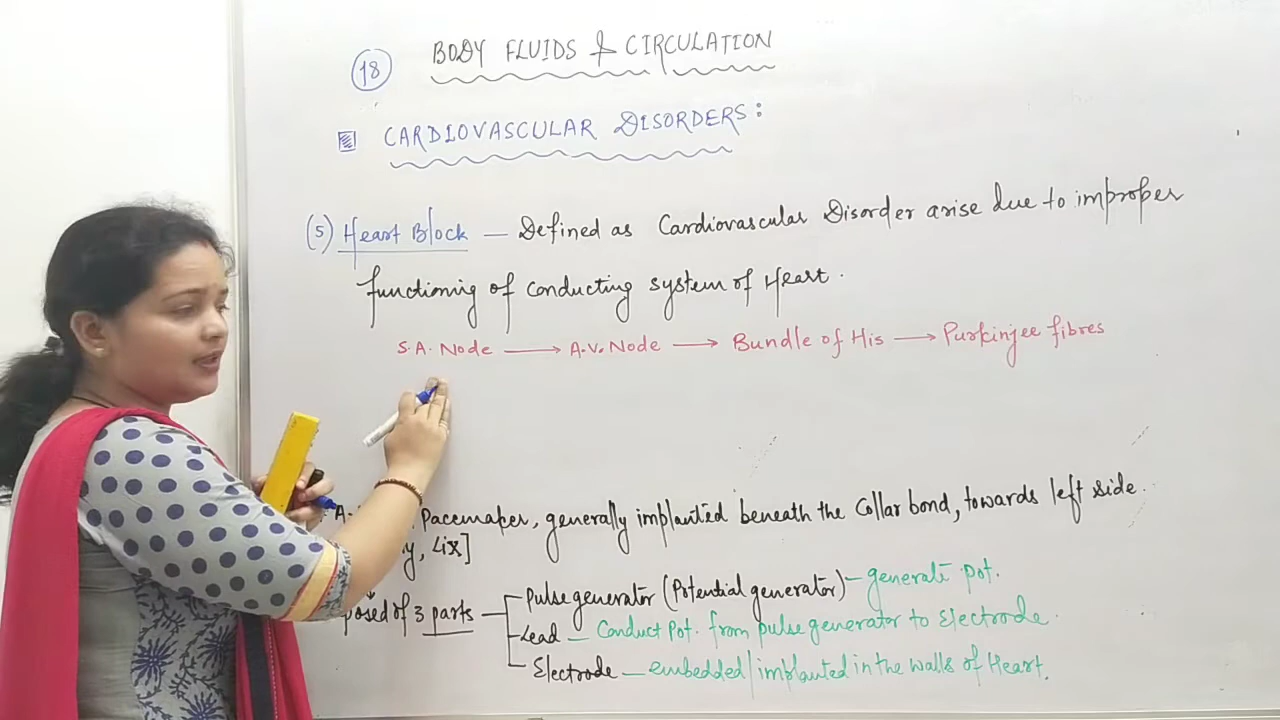 18 BODY FLUIDS & CIRCULATION
CARDIOVASCULAR DISORDERS:
(5) Heart Block — Defined as Cardiovascular Disorder arise due to improper
functioning of conducting system of Heart.
S.A. Node → A.V. Node → Bundle of His → Purkinjee fibres
Pacemaker, generally implanted beneath the Collar bond, towards left side.
Lix]
3 parts — Pulse generator (Potential generator) – generate pot.
Lead — Conduct Pot. from pulse generator to Electrode.
Electrode — embedded/implanted in the walls of Heart.